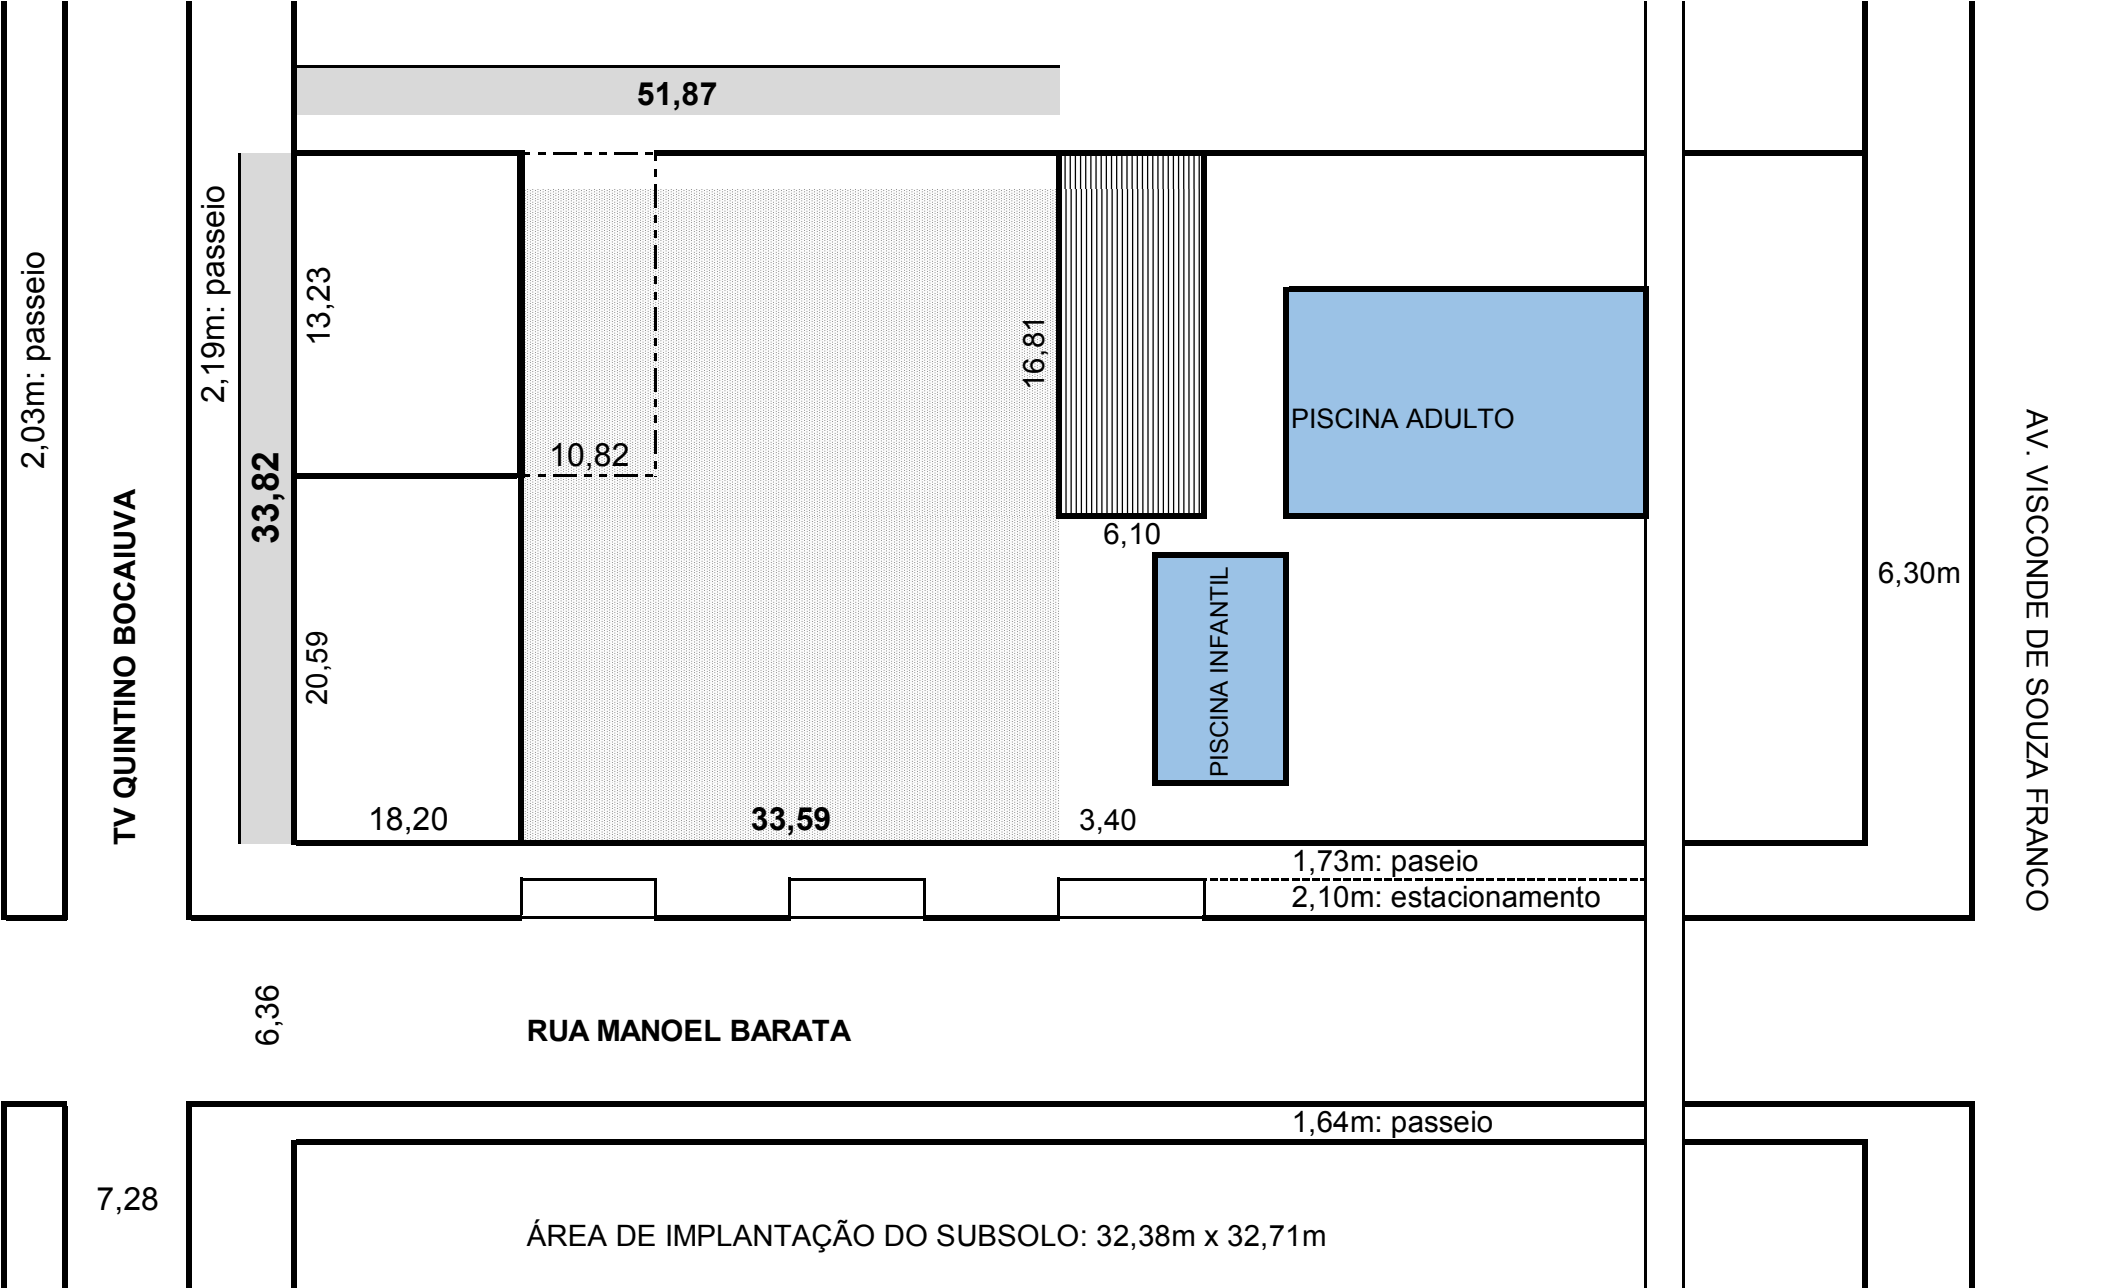 51,87
2,03m: passeio
2,19m: passeio
13,23
16,81
PISCINA ADULTO
10,82
33,82
6,10
TV QUINTINO BOCAIUVA
AV. VISCONDE DE SOUZA FRANCO
6,30m
20,59
PISCINA INFANTIL
18,20
33,59
3,40
1,73m: paseio
2,10m: estacionamento
6,36
RUA MANOEL BARATA
1,64m: passeio
7,28
ÁREA DE IMPLANTAÇÃO DO SUBSOLO: 32,38m x 32,71m